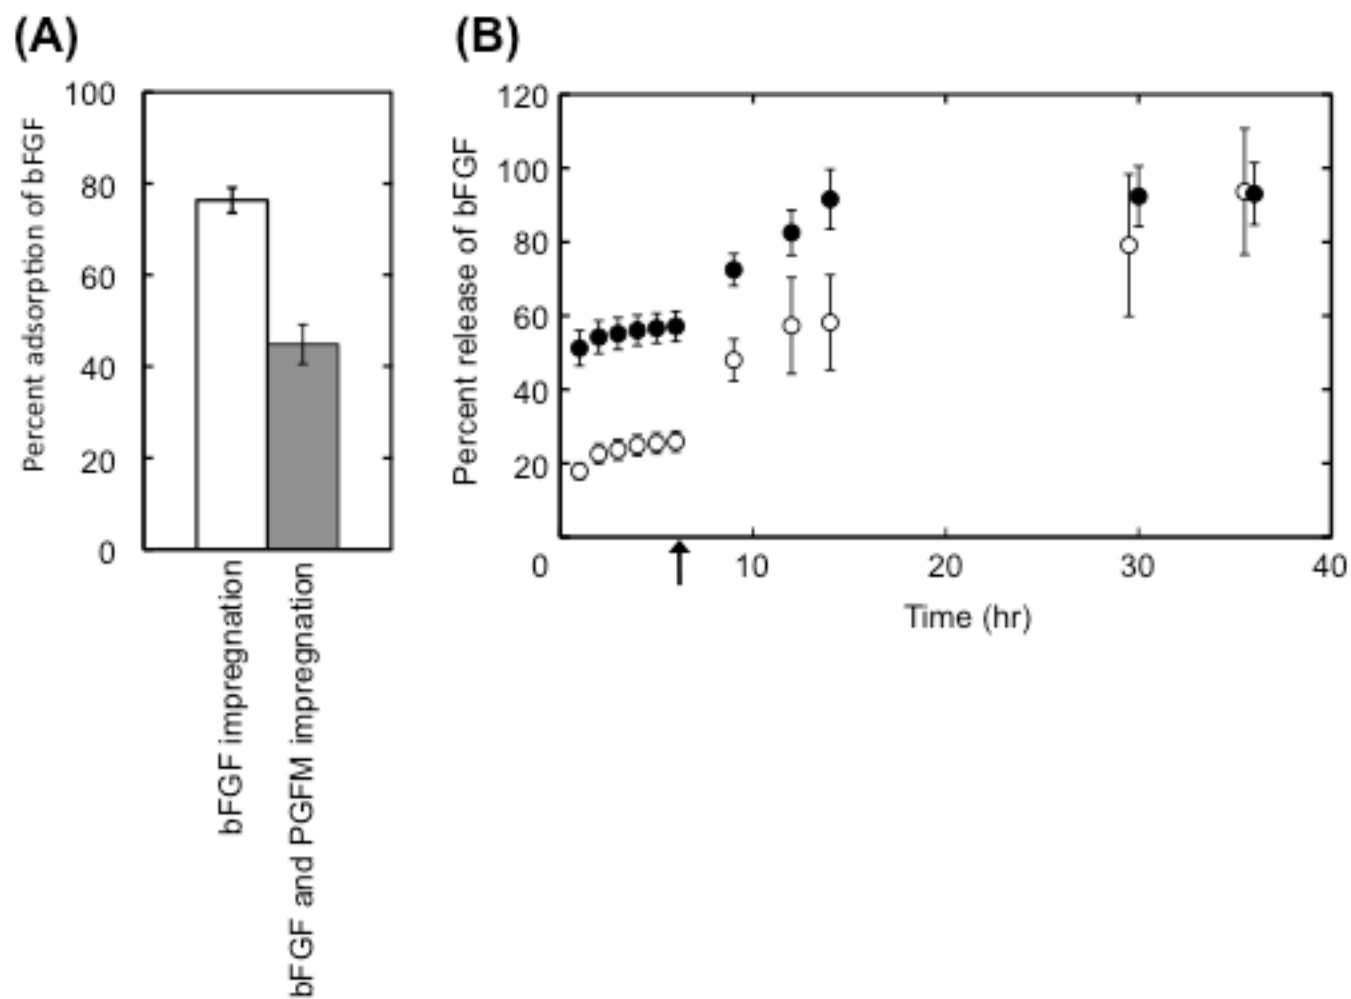 (A)
Percent adsorption of bFGF
100
80
60
40
20
0
bFGF impregnation
bFGF and PGFM impregnation
(B)
Percent release of bFGF
120
100
80
60
40
20
0
10
20
30
40
Time (hr)